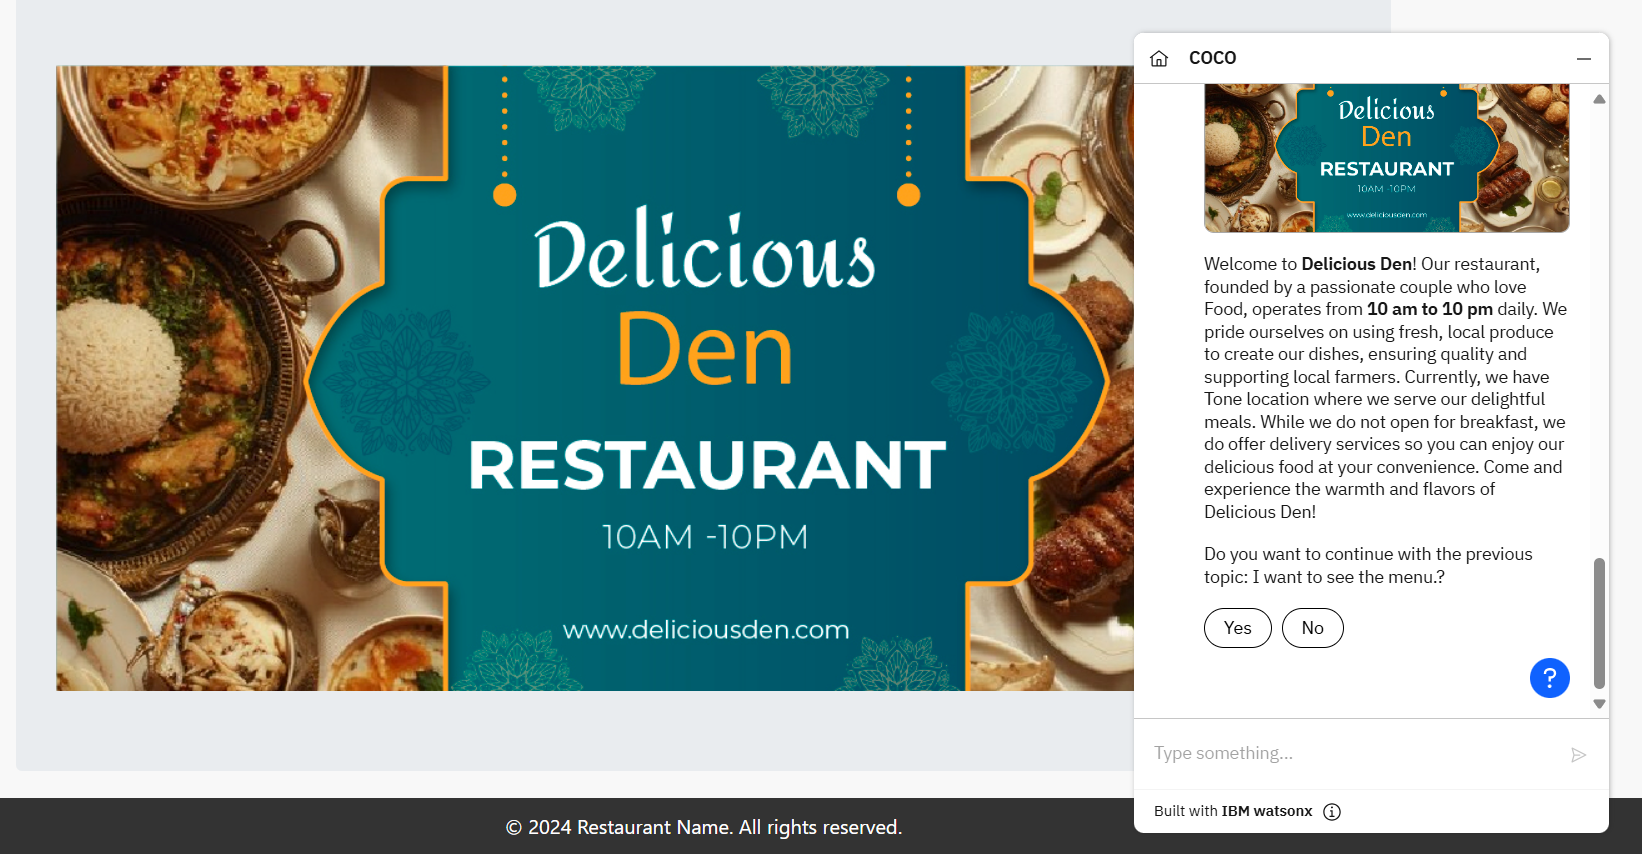 Delicious
Den
RESTAURANT
10AM -10PM
www.deliciousden.com
© 2024 Restaurant Name. All rights reserved.
COCO
Delicious
Den
RESTAURANT
10AM -10PM
www.deliciousden.com
Welcome to Delicious Den! Our restaurant,
founded by a passionate couple who love
Food, operates from 10 am to 10 pm daily. We
pride ourselves on using fresh, local produce
to create our dishes, ensuring quality and
supporting local farmers. Currently, we have
Tone location where we serve our delightful
meals. While we do not open for breakfast, we
do offer delivery services so you can enjoy our
delicious food at your convenience. Come and
experience the warmth and flavors of
Delicious Den!
Do you want to continue with the previous
topic: I want to see the menu.?
Yes No
?
Type something...
Built with IBM watsonx